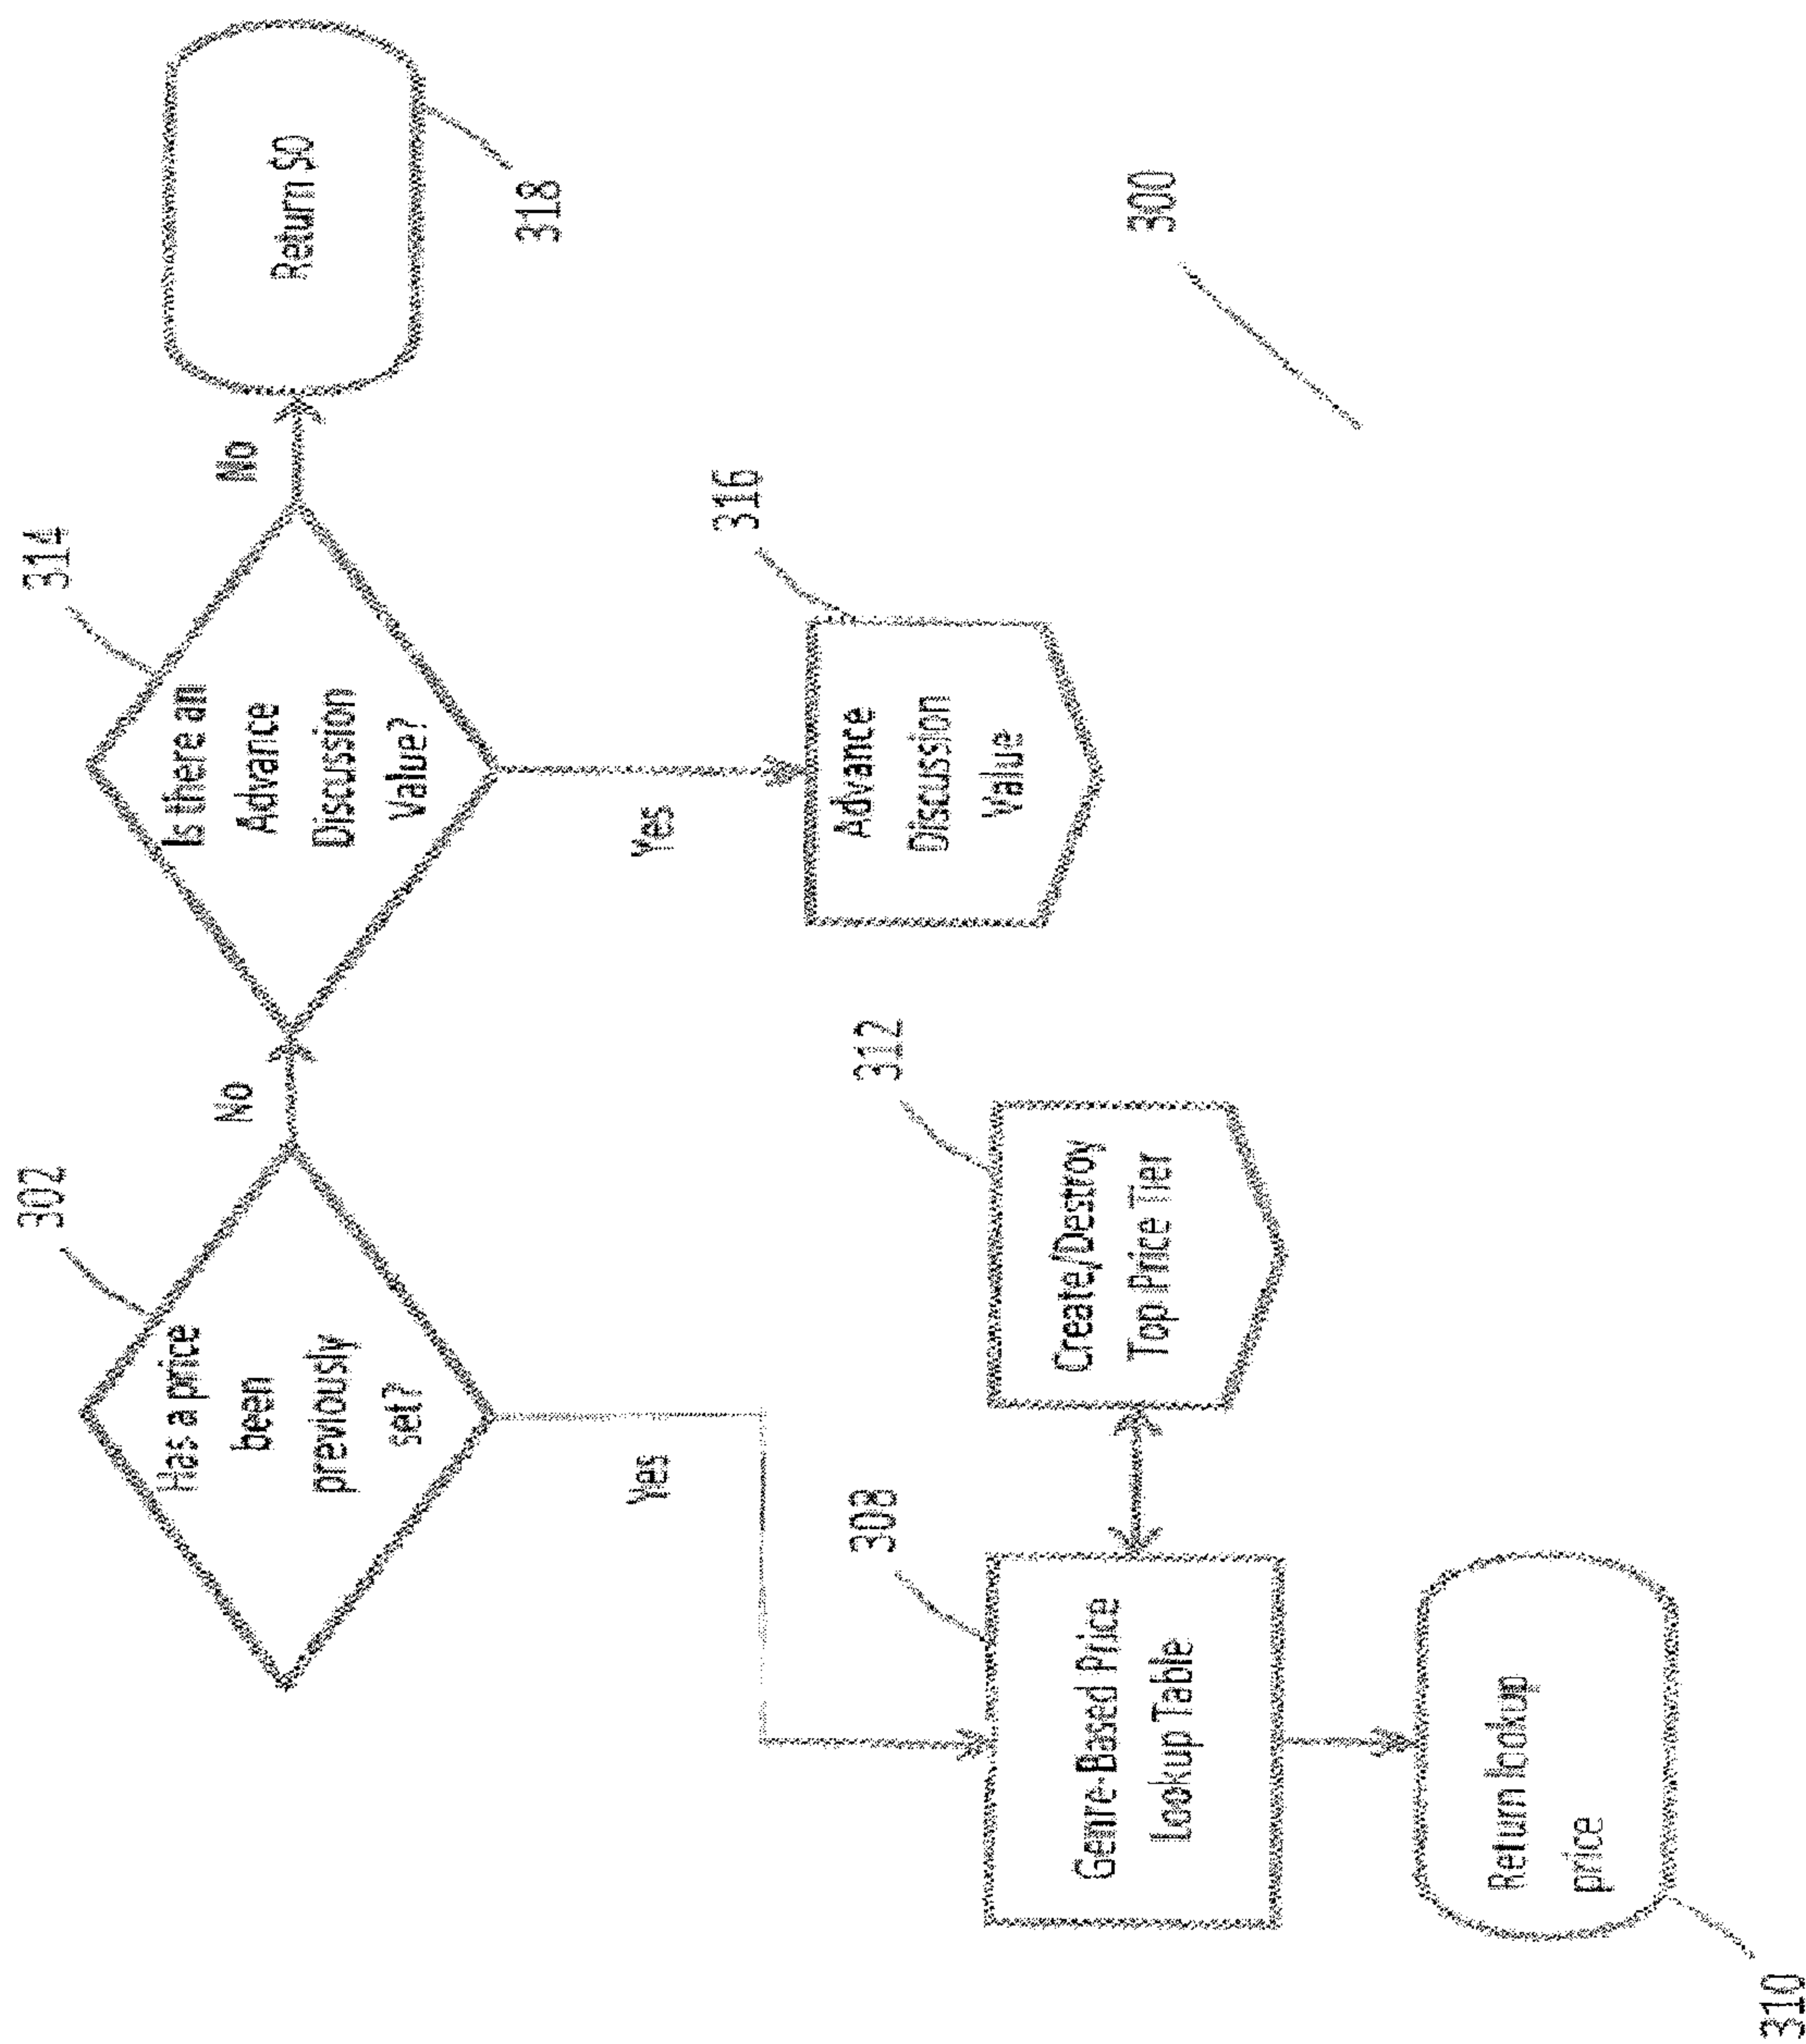 302
Has a price
been
previously
set?
No
314
Is there an
Advance
Discussion
Value?
No
Return $0
318
Yes
Yes
316
Advance
Discussion
Value
308
Genre-Based Price
Lookup Table
312
Create/Destroy
Top Price Tier
300
Return lookup
price
310